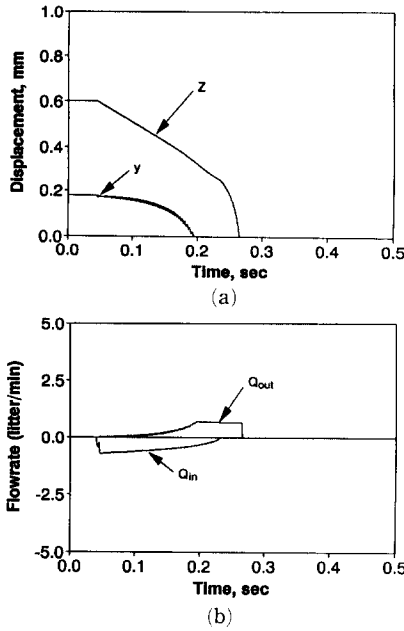 1.0
0.8
0.6
0.4
0.2
0.0
Displacement, mm
Z
y
0.0 0.1 0.2 0.3 0.4 0.5
Time, sec
(a)
5.0
2.5
0.0
-2.5
-5.0
Flowrate (litter/min)
Qout
Qin
0.0 0.1 0.2 0.3 0.4 0.5
Time, sec
(b)